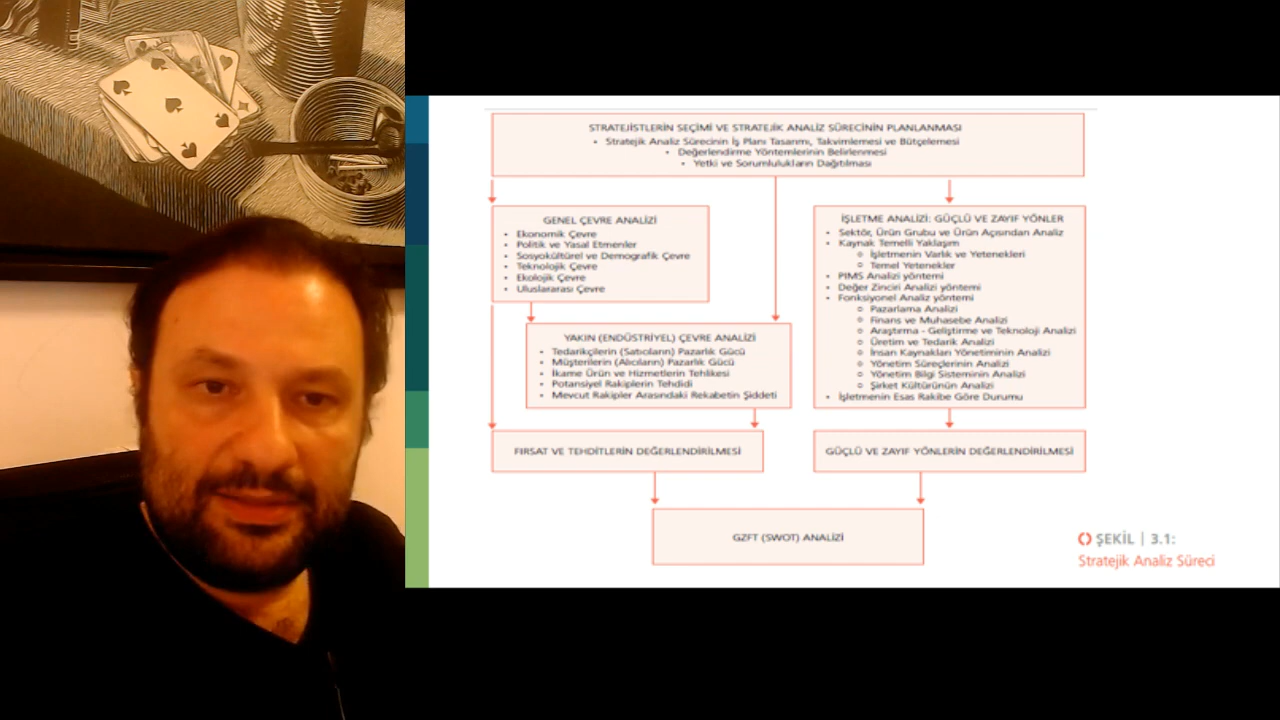 STRATEJİSTLERİN SEÇİMİ VE STRATEJİK ANALİZ SÜRECİNİN PLANLANMASI
• Stratejik Analiz Sürecinin İş Planı Tasarımı, Takvimlemesi ve Bütçelemesi
• Değerlendirme Yöntemlerinin Belirlenmesi
• Yetki ve Sorumlulukların Dağıtılması
GENEL ÇEVRE ANALİZİ
• Ekonomik Çevre
• Politik ve Yasal Etmenler
• Sosyokültürel ve Demografik Çevre
• Teknolojik Çevre
• Ekolojik Çevre
• Uluslararası Çevre
YAKIN (ENDÜSTRİYEL) ÇEVRE ANALİZİ
• Tedarikçilerin (Satıcıların) Pazarlık Gücü
• Müşterilerin (Alıcıların) Pazarlık Gücü
• İkame Ürün ve Hizmetlerin Tehlikesi
• Potansiyel Rakiplerin Tehdidi
• Mevcut Rakipler Arasındaki Rekabetin Şiddeti
İŞLETME ANALİZİ: GÜÇLÜ VE ZAYIF YÖNLER
• Sektör, Ürün Grubu ve Ürün Açısından Analiz
• Kaynak Temelli Yaklaşım
o İşletmenin Varlık ve Yetenekleri
o Temel Yetenekler
• PIMS Analizi yöntemi
• Değer Zinciri Analizi yöntemi
• Fonksiyonel Analiz yöntemi
o Pazarlama Analizi
o Finans ve Muhasebe Analizi
o Araştırma - Geliştirme ve Teknoloji Analizi
o Üretim ve Tedarik Analizi
o İnsan Kaynakları Yönetiminin Analizi
o Yönetim Süreçlerinin Analizi
o Yönetim Bilgi Sisteminin Analizi
o Şirket Kültürünün Analizi
• İşletmenin Esas Rakibe Göre Durumu
FIRSAT VE TEHDİTLERİN DEĞERLENDİRİLMESİ
GÜÇLÜ VE ZAYIF YÖNLERİN DEĞERLENDİRİLMESİ
GZFT (SWOT) ANALİZİ
ŞEKİL | 3.1:
Stratejik Analiz Süreci